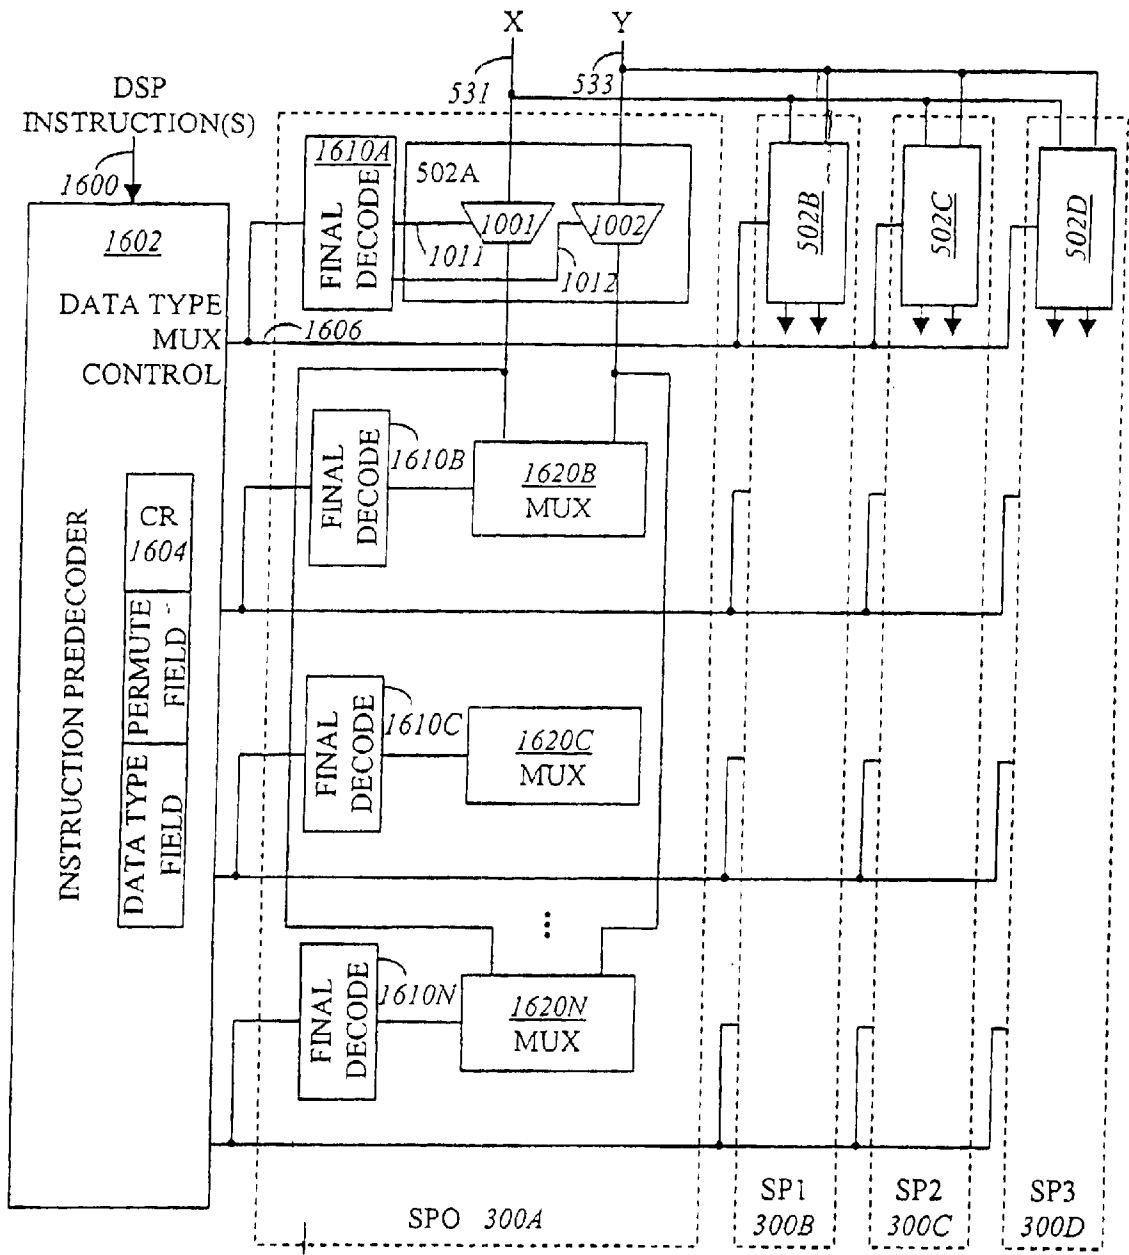 X
Y
531
533
DSP
INSTRUCTION(S)
1600
1602
DATA TYPE
MUX
CONTROL
1606
1610A
FINAL
DECODE
502A
1001
1002
1011
1012
502B
502C
502D
FINAL
DECODE
1610B
1620B
MUX
INSTRUCTION PREDECODER
CR
1604
PERMUTE
FIELD
DATA TYPE
FIELD
FINAL
DECODE
1610C
1620C
MUX
FINAL
DECODE
1610N
1620N
MUX
SPO 300A
SP1
300B
SP2
300C
SP3
300D